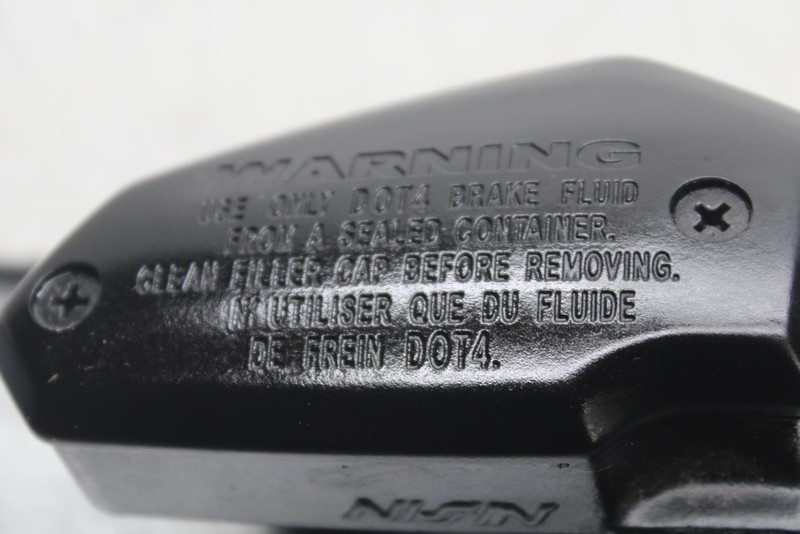 WARNING
USE ONLY DOT4 BRAKE FLUID
FROM A SEALED CONTAINER.
CLEAN FILLER CAP BEFORE REMOVING.
N' UTILISER QUE DU FLUIDE
DE FREIN DOT4.
NISSIN